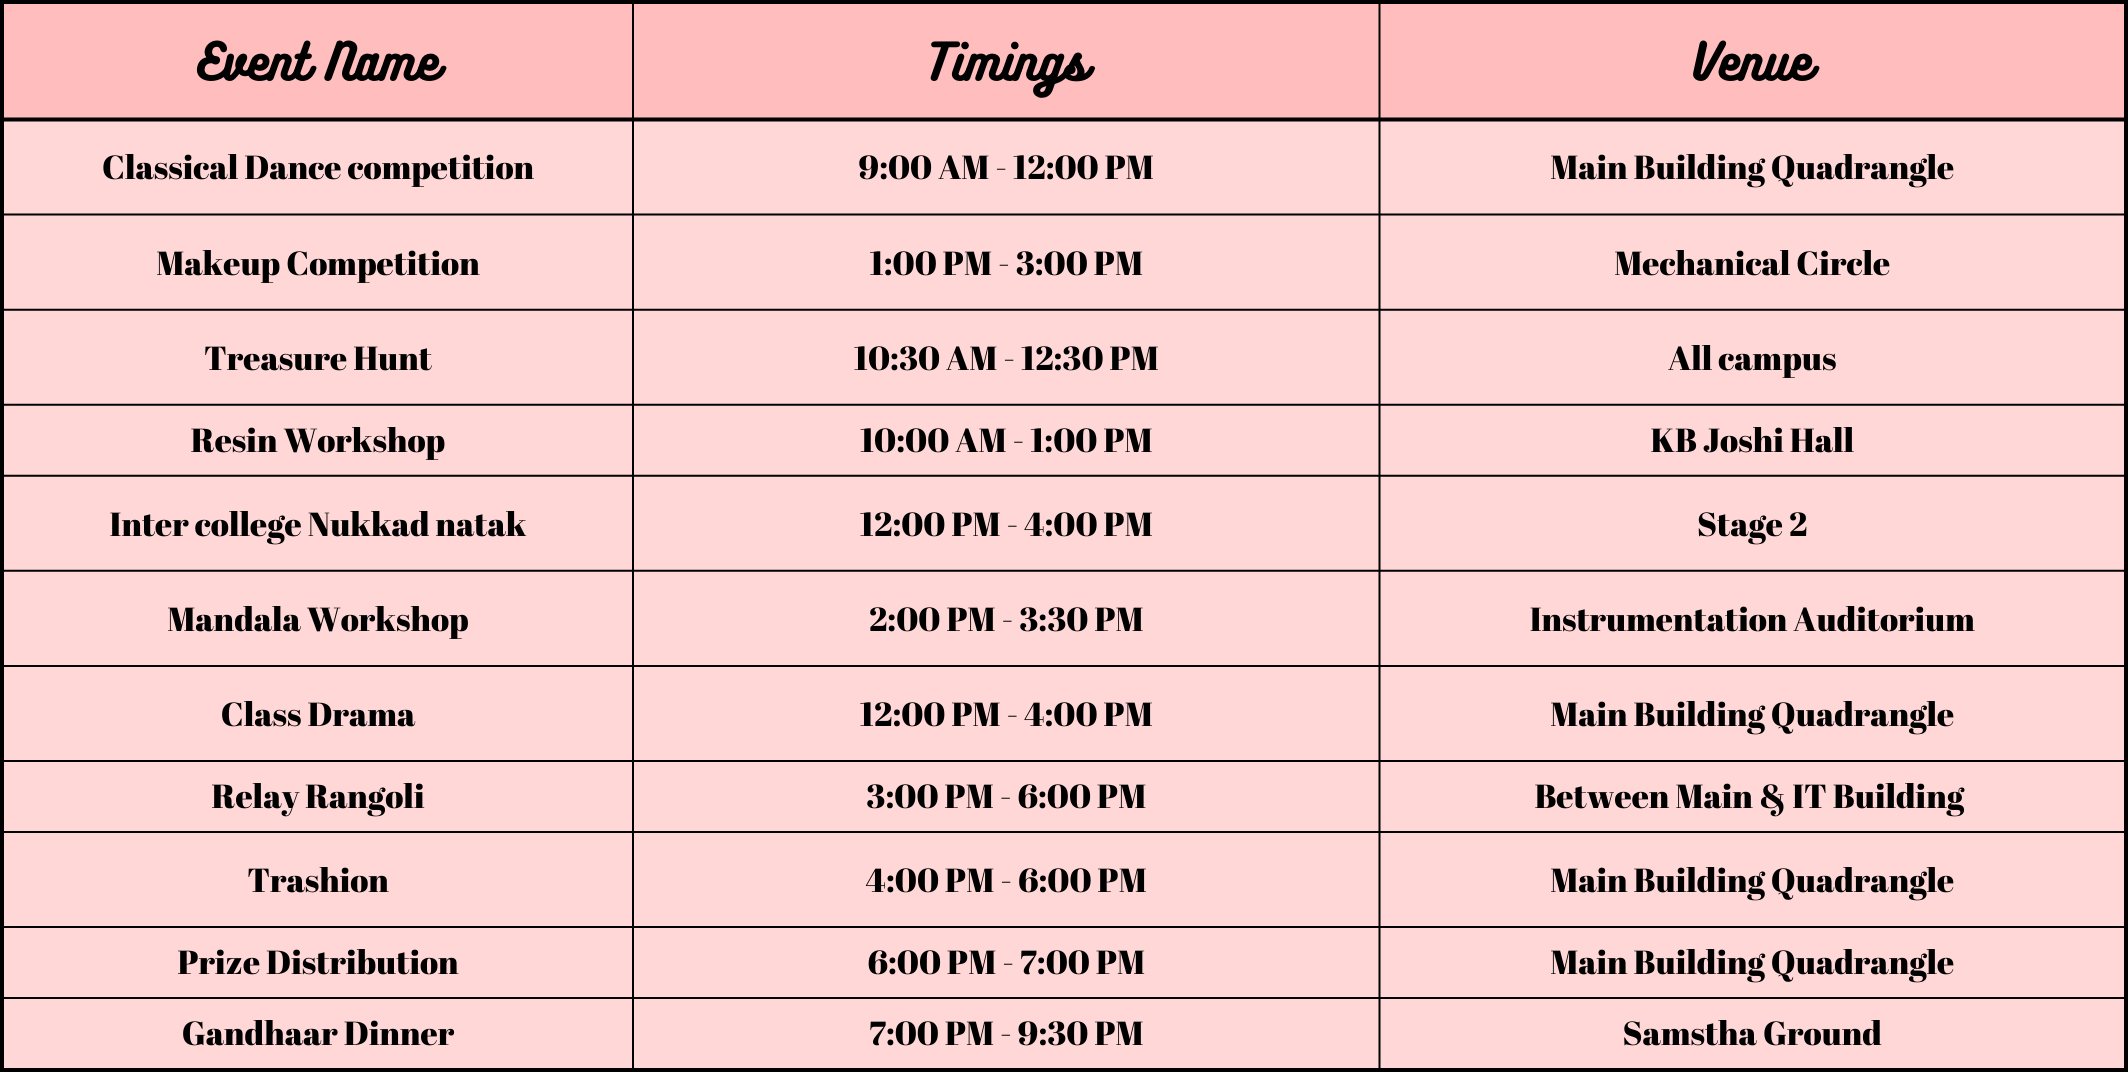 Event Name Timings Venue
Classical Dance competition 9:00 AM - 12:00 PM Main Building Quadrangle
Makeup Competition 1:00 PM - 3:00 PM Mechanical Circle
Treasure Hunt 10:30 AM - 12:30 PM All campus
Resin Workshop 10:00 AM - 1:00 PM KB Joshi Hall
Inter college Nukkad natak 12:00 PM - 4:00 PM Stage 2
Mandala Workshop 2:00 PM - 3:30 PM Instrumentation Auditorium
Class Drama 12:00 PM - 4:00 PM Main Building Quadrangle
Relay Rangoli 3:00 PM - 6:00 PM Between Main & IT Building
Trashion 4:00 PM - 6:00 PM Main Building Quadrangle
Prize Distribution 6:00 PM - 7:00 PM Main Building Quadrangle
Gandhaar Dinner 7:00 PM - 9:30 PM Samstha Ground